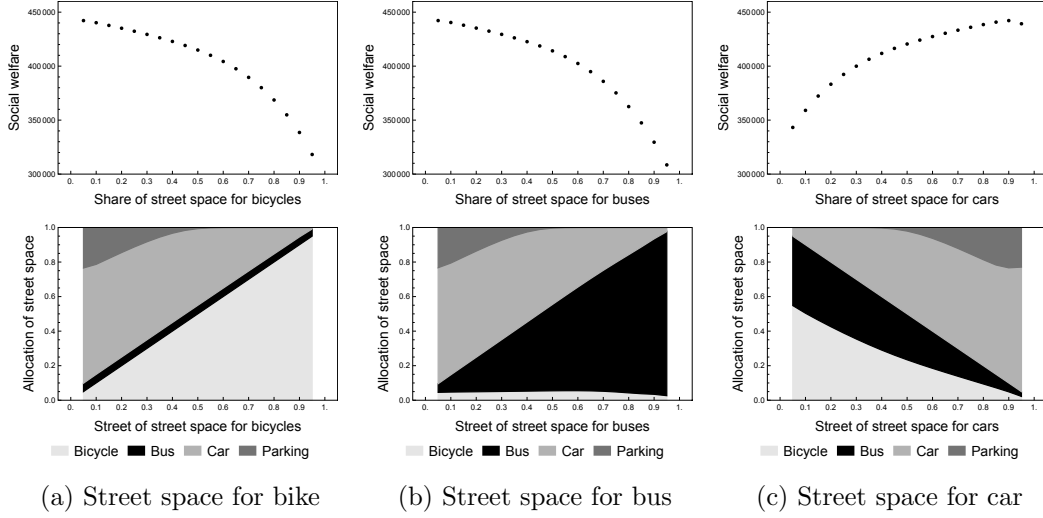 450000
400000
350000
300000
Social welfare
0. 0.1 0.2 0.3 0.4 0.5 0.6 0.7 0.8 0.9 1.
Share of street space for bicycles
450000
400000
350000
300000
Social welfare
0. 0.1 0.2 0.3 0.4 0.5 0.6 0.7 0.8 0.9 1.
Share of street space for buses
450000
400000
350000
300000
Social welfare
0. 0.1 0.2 0.3 0.4 0.5 0.6 0.7 0.8 0.9 1.
Share of street space for cars
1.0
0.8
0.6
0.4
0.2
0.0
Allocation of street space
0. 0.1 0.2 0.3 0.4 0.5 0.6 0.7 0.8 0.9 1.
Street of street space for bicycles
Bicycle Bus Car Parking
(a) Street space for bike
1.0
0.8
0.6
0.4
0.2
0.0
Allocation of street space
0. 0.1 0.2 0.3 0.4 0.5 0.6 0.7 0.8 0.9 1.
Street of street space for buses
Bicycle Bus Car Parking
(b) Street space for bus
1.0
0.8
0.6
0.4
0.2
0.0
Allocation of street space
0. 0.1 0.2 0.3 0.4 0.5 0.6 0.7 0.8 0.9 1.
Street of street space for cars
Bicycle Bus Car Parking
(c) Street space for car